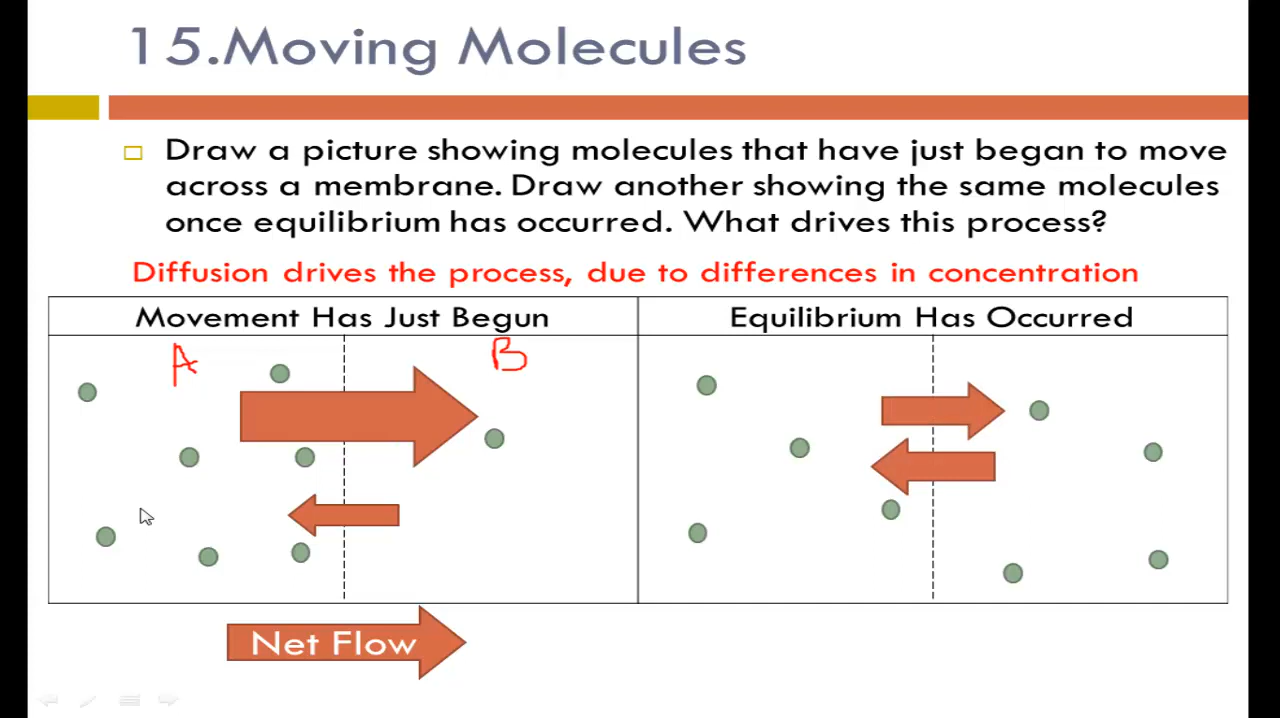 15.Moving Molecules
Draw a picture showing molecules that have just began to move
across a membrane. Draw another showing the same molecules
once equilibrium has occurred. What drives this process?
Diffusion drives the process, due to differences in concentration
Movement Has Just Begun
Equilibrium Has Occurred
A
B
Net Flow